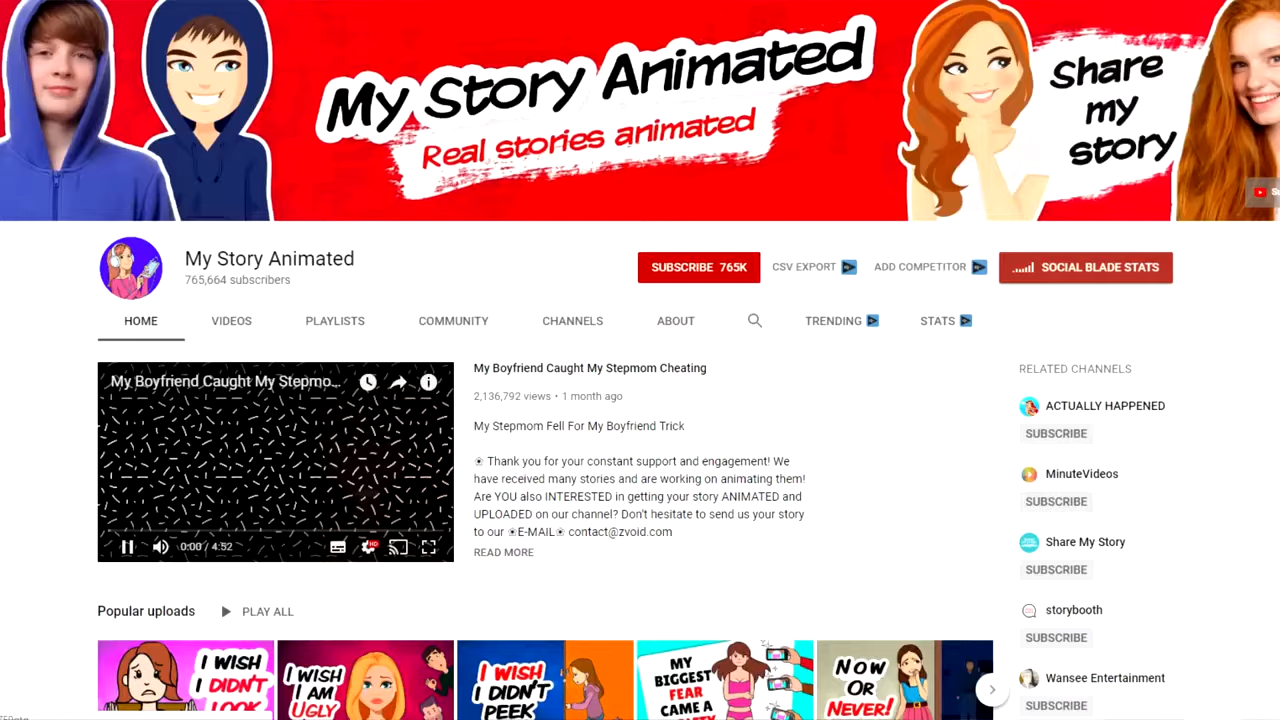 My Story Animated
Real stories animated
Share
my
story
My Story Animated
765,664 subscribers
SUBSCRIBE 765K
CSV EXPORT
ADD COMPETITOR
SOCIAL BLADE STATS
HOME
VIDEOS
PLAYLISTS
COMMUNITY
CHANNELS
ABOUT
TRENDING
STATS
My Boyfriend Caught My Stepmo...
0:00 / 4:52
My Boyfriend Caught My Stepmom Cheating
2,136,792 views • 1 month ago
My Stepmom Fell For My Boyfriend Trick
Thank you for your constant support and engagement! We
have received many stories and are working on animating them!
Are YOU also INTERESTED in getting your story ANIMATED and
UPLOADED on our channel? Don't hesitate to send us your story
to our ☀E-MAIL☀ contact@zvoid.com
READ MORE
RELATED CHANNELS
ACTUALLY HAPPENED
SUBSCRIBE
MinuteVideos
SUBSCRIBE
Share My Story
SUBSCRIBE
storybooth
SUBSCRIBE
Wansee Entertainment
SUBSCRIBE
Popular uploads
PLAY ALL
I WISH
I DIDN'T
LOOK
I WISH
I AM
UGLY
I WISH
I DIDN'T
PEEK
MY
BIGGEST
FEAR
CAME A
NOW
OR
NEVER!